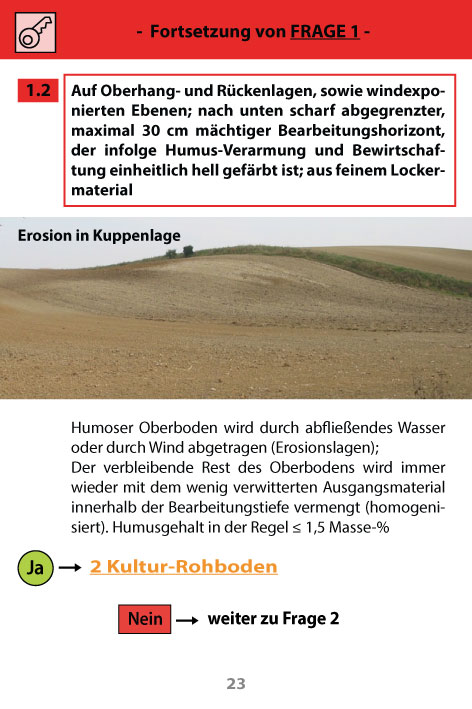 - Fortsetzung von FRAGE 1 -
1.2
Auf Oberhang- und Rückenlagen, sowie windexpo-
nierten Ebenen; nach unten scharf abgegrenzter,
maximal 30 cm mächtiger Bearbeitungshorizont,
der infolge Humus-Verarmung und Bewirtschaf-
tung einheitlich hell gefärbt ist; aus feinem Locker-
material
Erosion in Kuppenlage
Humoser Oberboden wird durch abfließendes Wasser
oder durch Wind abgetragen (Erosionslagen);
Der verbleibende Rest des Oberbodens wird immer
wieder mit dem wenig verwitterten Ausgangsmaterial
innerhalb der Bearbeitungstiefe vermengt (homogeni-
siert). Humusgehalt in der Regel ≤ 1,5 Masse-%
Ja → 2 Kultur-Rohboden
Nein → weiter zu Frage 2
23